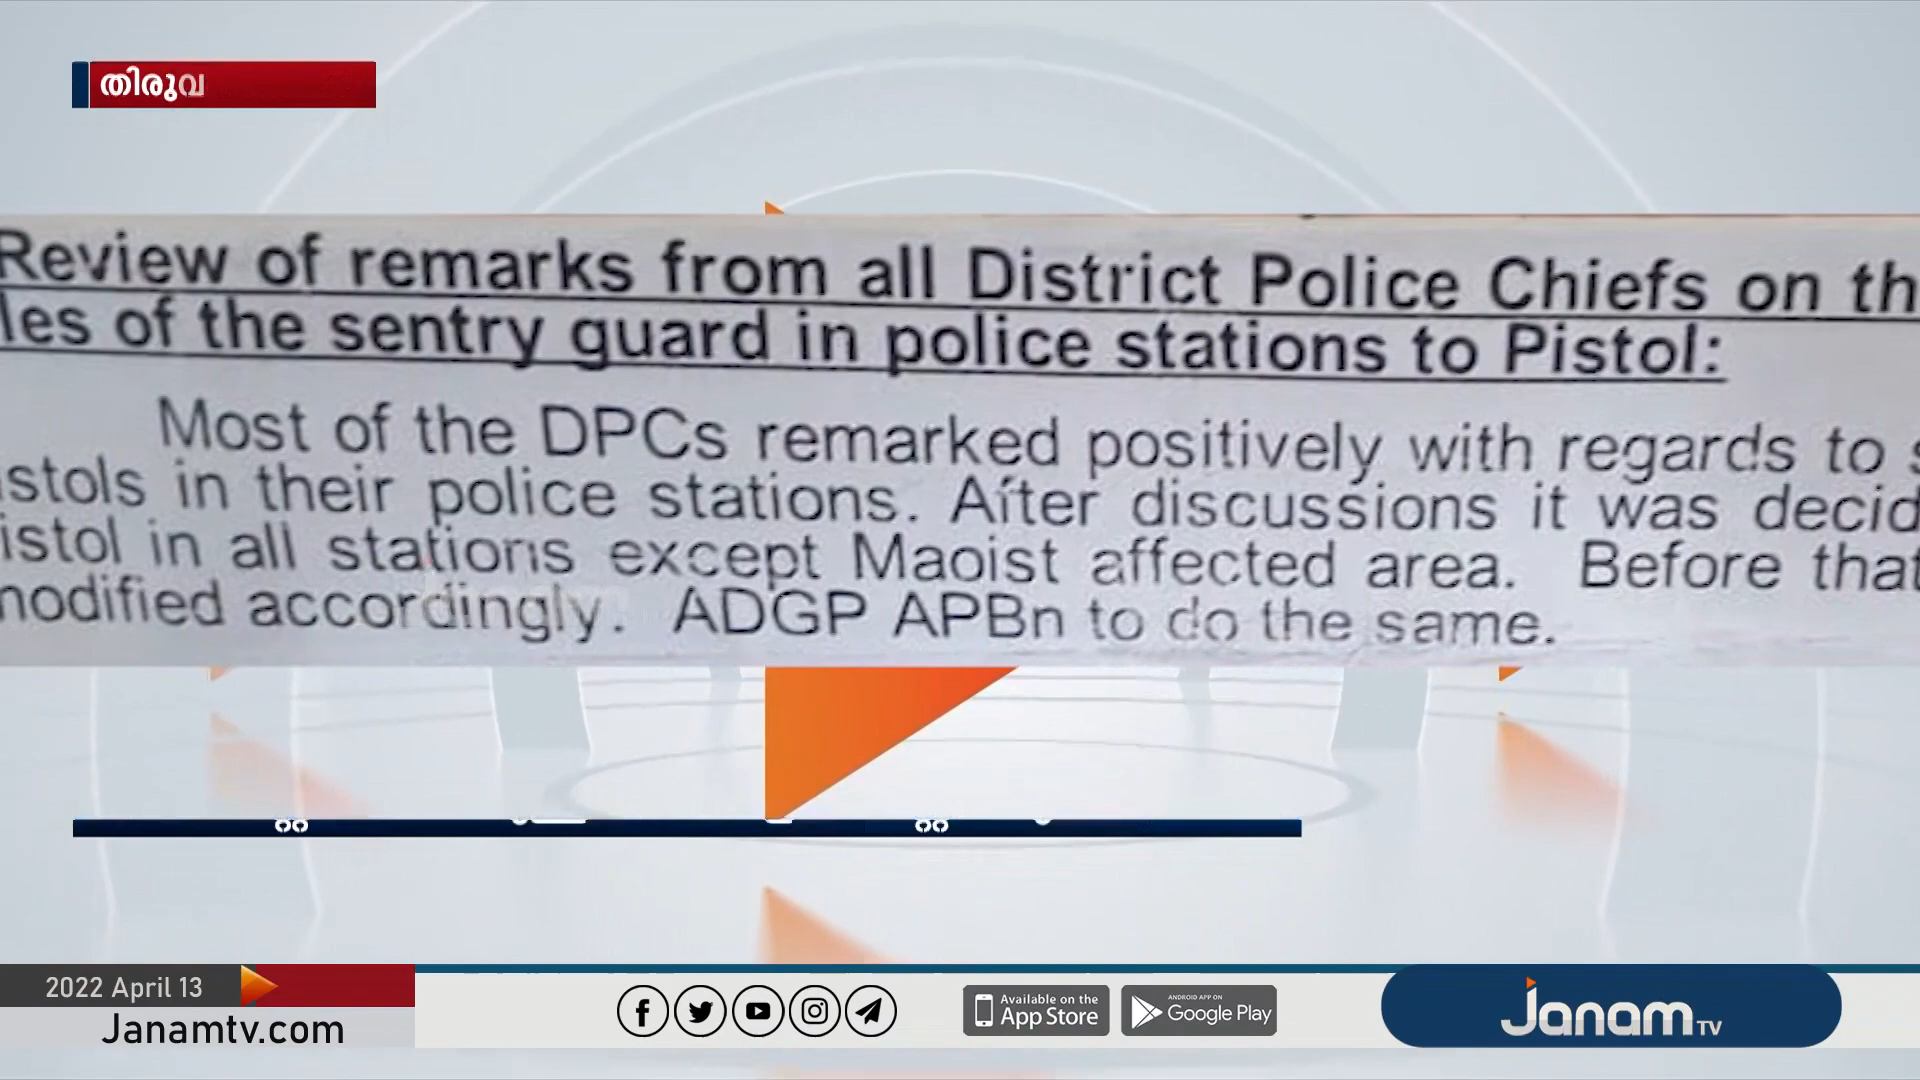 തിരുവ
Review of remarks from all District Police Chiefs on th
les of the sentry guard in police stations to Pistol:
Most of the DPCs remarked positively with regards to s
istols in their police stations. After discussions it was decid
istol in all stations except Maoist affected area. Before that
modified accordingly. ADGP APBn to do the same.
2022 April 13
Janamtv.com
Available on the
App Store
ANDROID APP ON
Google Play
Janam TV